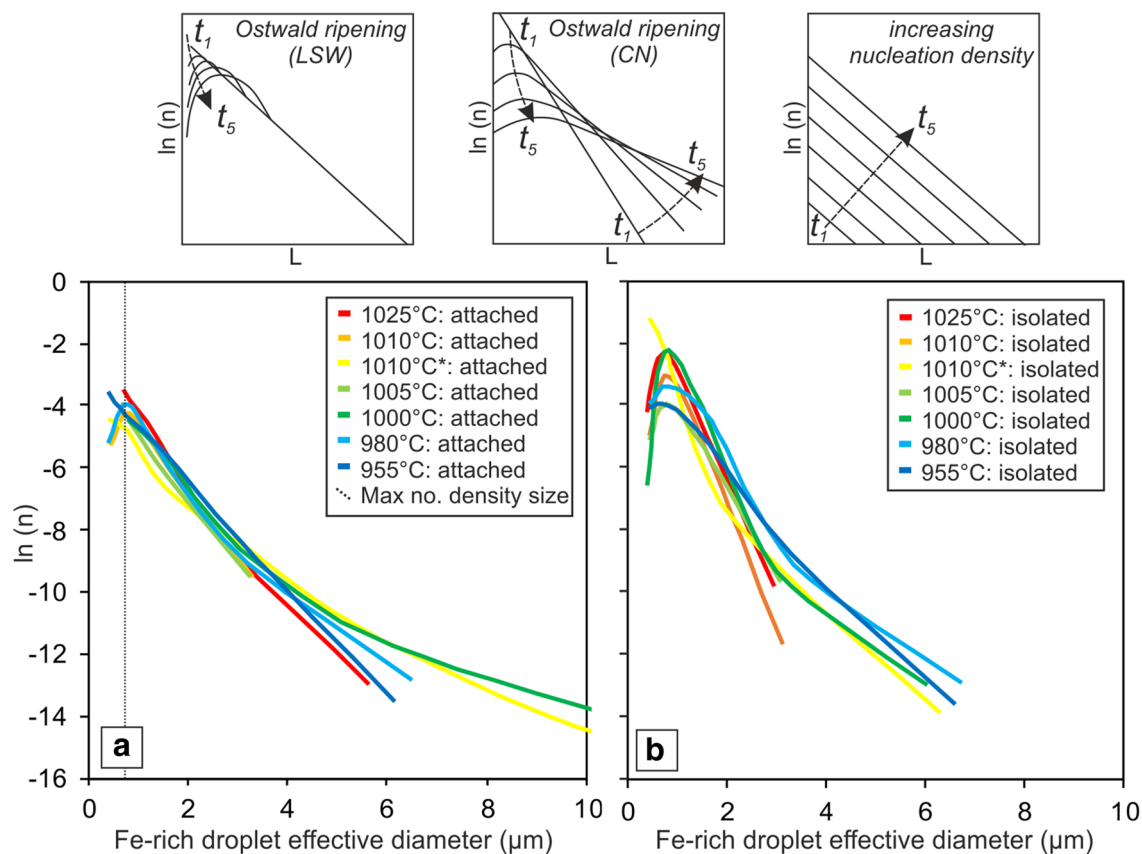 Ostwald ripening
(LSW)
t1
t5
ln (n)
L
Ostwald ripening
(CN)
t1
t5
t5
t1
ln (n)
L
increasing
nucleation density
t5
t1
ln (n)
L
0
-2
-4
-6
-8
-10
-12
-14
-16
ln (n)
1025°C: attached
1010°C: attached
1010°C*: attached
1005°C: attached
1000°C: attached
980°C: attached
955°C: attached
Max no. density size
a
0 2 4 6 8 10
Fe-rich droplet effective diameter (µm)
1025°C: isolated
1010°C: isolated
1010°C*: isolated
1005°C: isolated
1000°C: isolated
980°C: isolated
955°C: isolated
b
0 2 4 6 8 10
Fe-rich droplet effective diameter (µm)